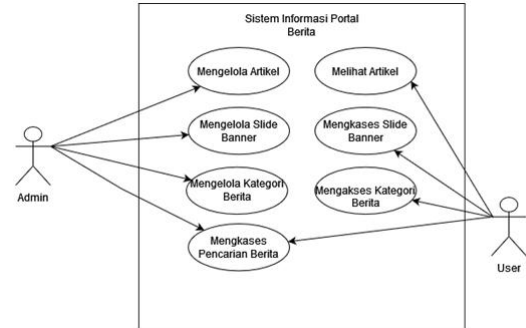 Sistem Informasi Portal
Berita
Mengelola Artikel
Melihat Artikel
Mengelola Slide
Banner
Mengkases Slide
Banner
Admin
Mengelola Kategori
Berita
Mengakses Kategori
Berita
Mengkases
Pencarian Berita
User